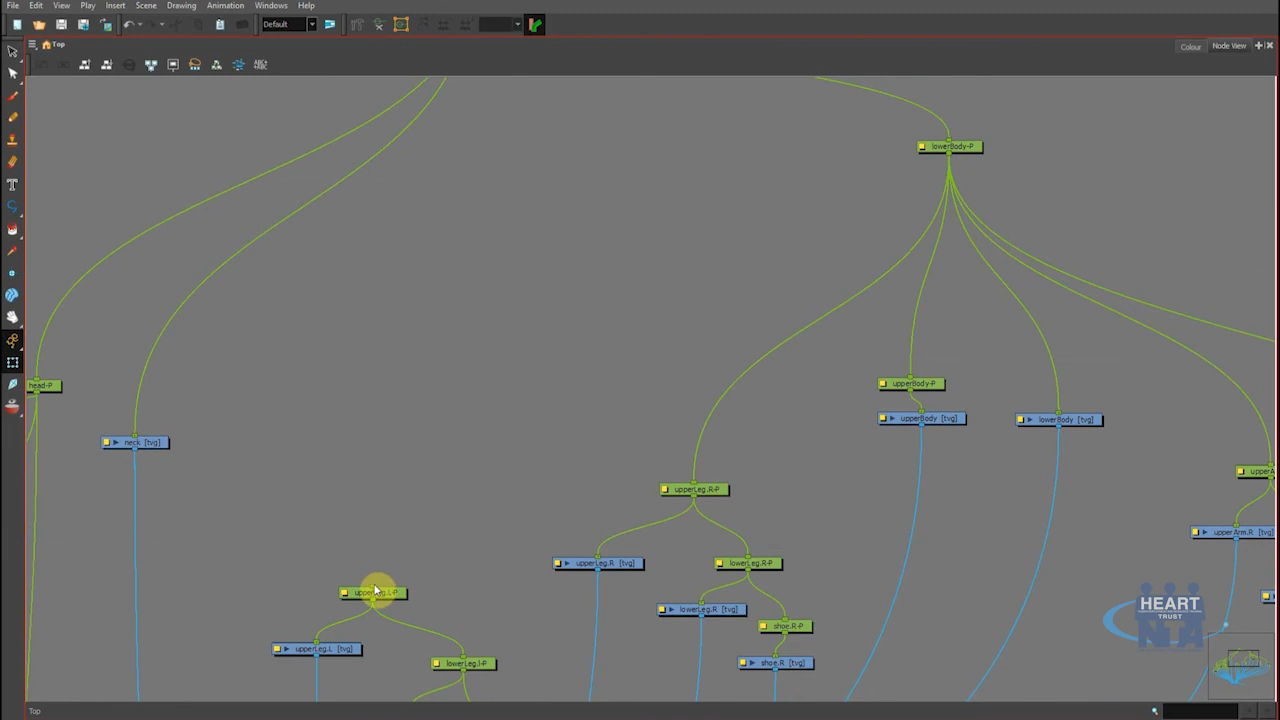 File Edit View Play Insert Scene Drawing Animation Windows Help
Default
Top
Colour Node View
lowerBody-P
head-P
upperBody-P
upperBody [tvg]
lowerBody [tvg]
neck [tvg]
upperLeg.R-P
upperArm.R [tvg]
upperLeg.R [tvg]
lowerLeg.R-P
upperLeg.L-P
lowerLeg.R [tvg]
shoe.R-P
HEART
TRUST
NTA
upperLeg.L [tvg]
lowerLeg.l-P
shoe.R [tvg]
Top